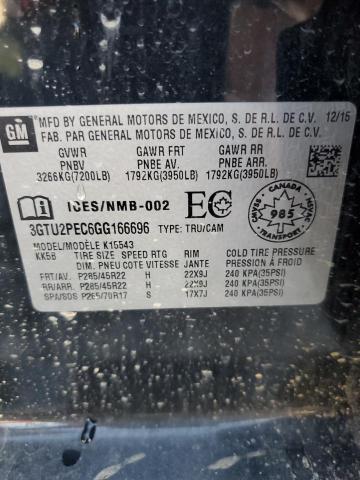 GM
MFD BY GENERAL MOTORS DE MEXICO, S. DE R.L. DE C.V. 12/15
FAB. PAR GENERAL MOTORS DE MEXICO, S. DE R.L. DE C.V.
GVWR GAWR FRT GAWR RR
PNBV PNBE AV. PNBE AR.
3266KG(7200LB) 1792KG(3950LB) 1792KG(3950LB)
ICES/NMB-002 EC CANADA 985 TRANSPORT
3GTU2PEC6GG166696 TYPE: TRU/CAM
MODEL/MODÈLE K15543
KK5B TIRE SIZE SPEED RTG RIM COLD TIRE PRESSURE
DIM. PNEU COTE VITESSE JANTE PRESSION À FROID
FRT/AV. P285/45R22 H 22X9J 240 KPA(35PSI)
RR/ARR. P285/45R22 H 22X9J 240 KPA(35PSI)
SPA/SOS P265/70R17 S 17X7J 240 KPA(35PSI)